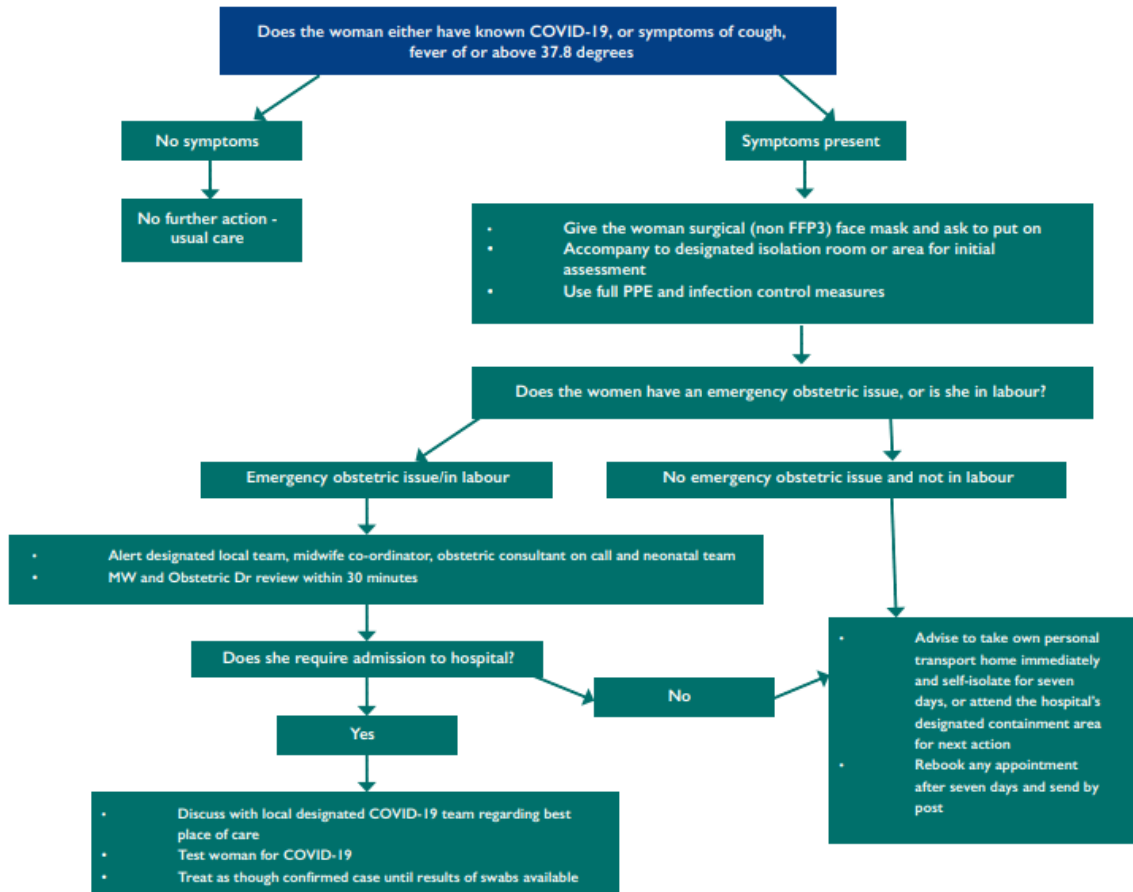 Does the woman either have known COVID-19, or symptoms of cough,
fever of or above 37.8 degrees
No symptoms
Symptoms present
No further action -
usual care
• Give the woman surgical (non FFP3) face mask and ask to put on
• Accompany to designated isolation room or area for initial
assessment
• Use full PPE and infection control measures
Does the women have an emergency obstetric issue, or is she in labour?
Emergency obstetric issue/in labour
No emergency obstetric issue and not in labour
• Alert designated local team, midwife co-ordinator, obstetric consultant on call and neonatal team
• MW and Obstetric Dr review within 30 minutes
Does she require admission to hospital?
No
Yes
• Advise to take own personal
transport home immediately
and self-isolate for seven
days, or attend the hospital's
designated containment area
for next action
• Rebook any appointment
after seven days and send by
post
• Discuss with local designated COVID-19 team regarding best
place of care
• Test woman for COVID-19
• Treat as though confirmed case until results of swabs available